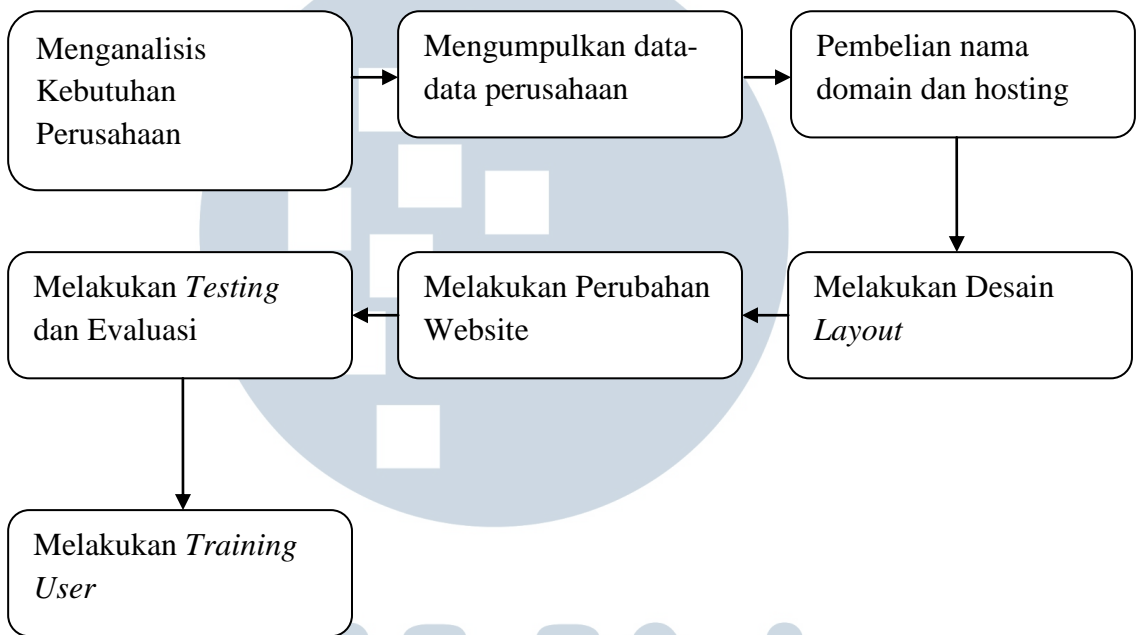 Menganalisis
Kebutuhan
Perusahaan
Mengumpulkan data-
data perusahaan
Pembelian nama
domain dan hosting
Melakukan Desain
Layout
Melakukan Perubahan
Website
Melakukan Testing
dan Evaluasi
Melakukan Training
User